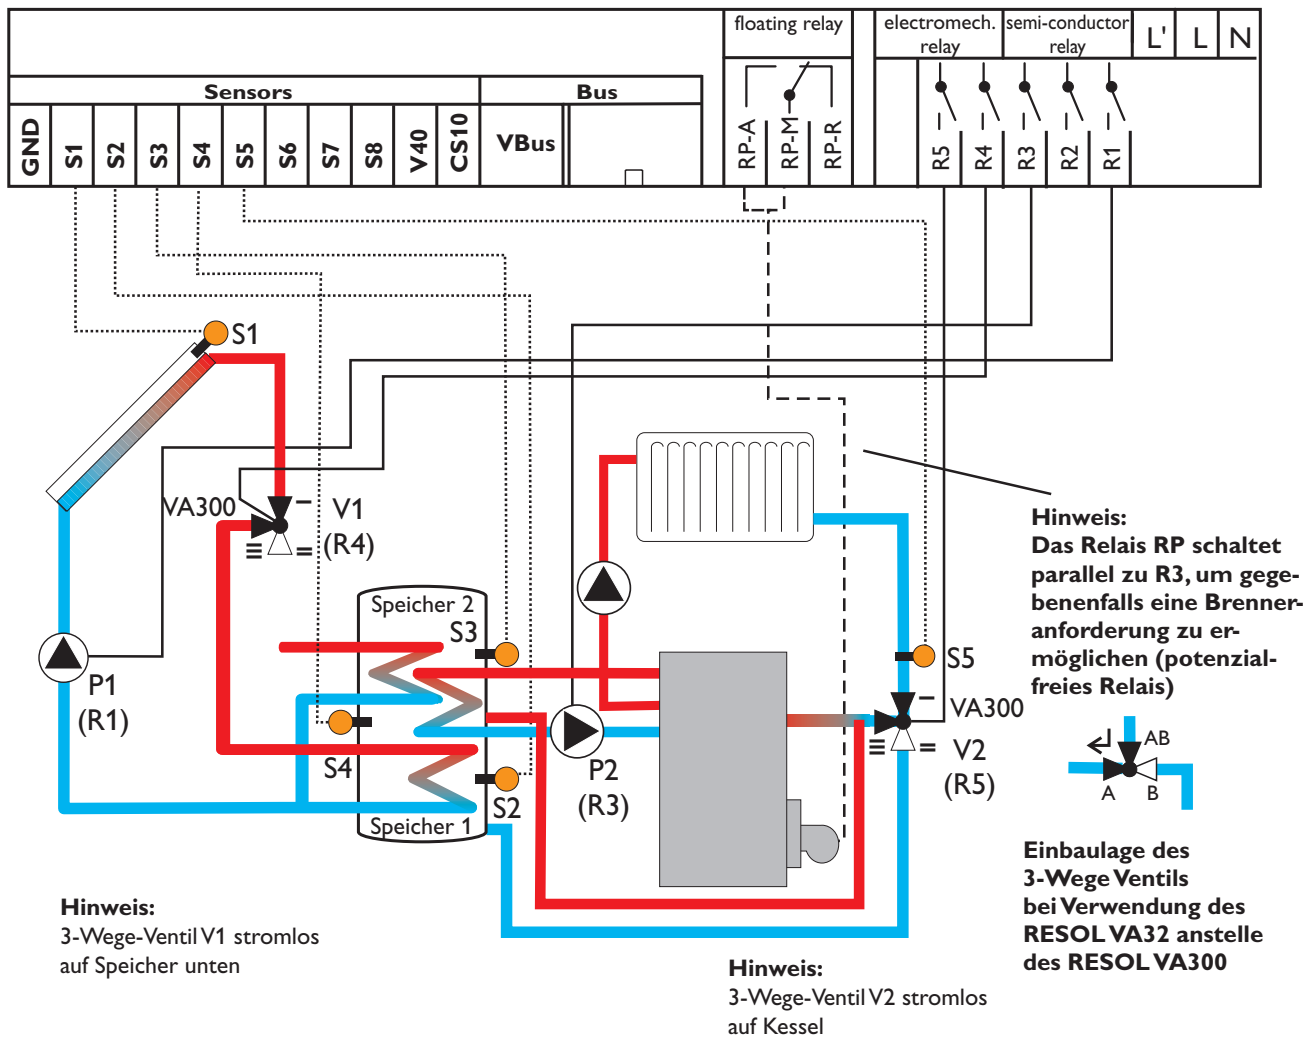 floating relay
electromech.
relay
semi-conductor
relay
L'
L
N
Sensors
Bus
GND
S1
S2
S3
S4
S5
S6
S7
S8
V40
CS10
VBus
RP-A
RP-M
RP-R
R5
R4
R3
R2
R1
S1
VA300
V1
(R4)
Speicher 2
S3
P1
(R1)
S4
S2
Speicher 1
P2
(R3)
S5
VA300
V2
(R5)
Hinweis:
Das Relais RP schaltet
parallel zu R3, um gege-
benenfalls eine Brenner-
anforderung zu er-
möglichen (potenzial-
freies Relais)
AB
A
B
Einbaulage des
3-Wege Ventils
bei Verwendung des
RESOL VA32 anstelle
des RESOL VA300
Hinweis:
3-Wege-Ventil V1 stromlos
auf Speicher unten
Hinweis:
3-Wege-Ventil V2 stromlos
auf Kessel